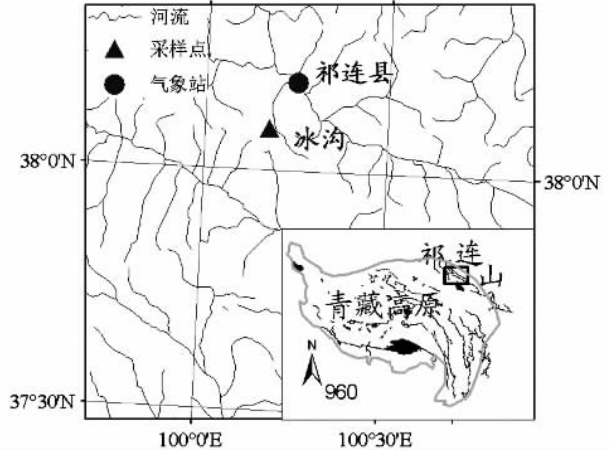 河流
采样点
气象站
祁连县
冰沟
38°0′N
38°0′N
祁连
山
青藏高原
N
960
37°30′N
100°0′E
100°30′E